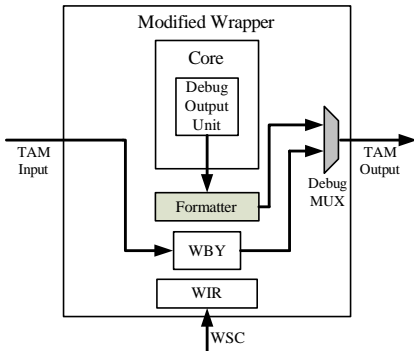 Modified Wrapper
Core
Debug
Output
Unit
TAM
Input
TAM
Output
Debug
MUX
Formatter
WBY
WIR
WSC